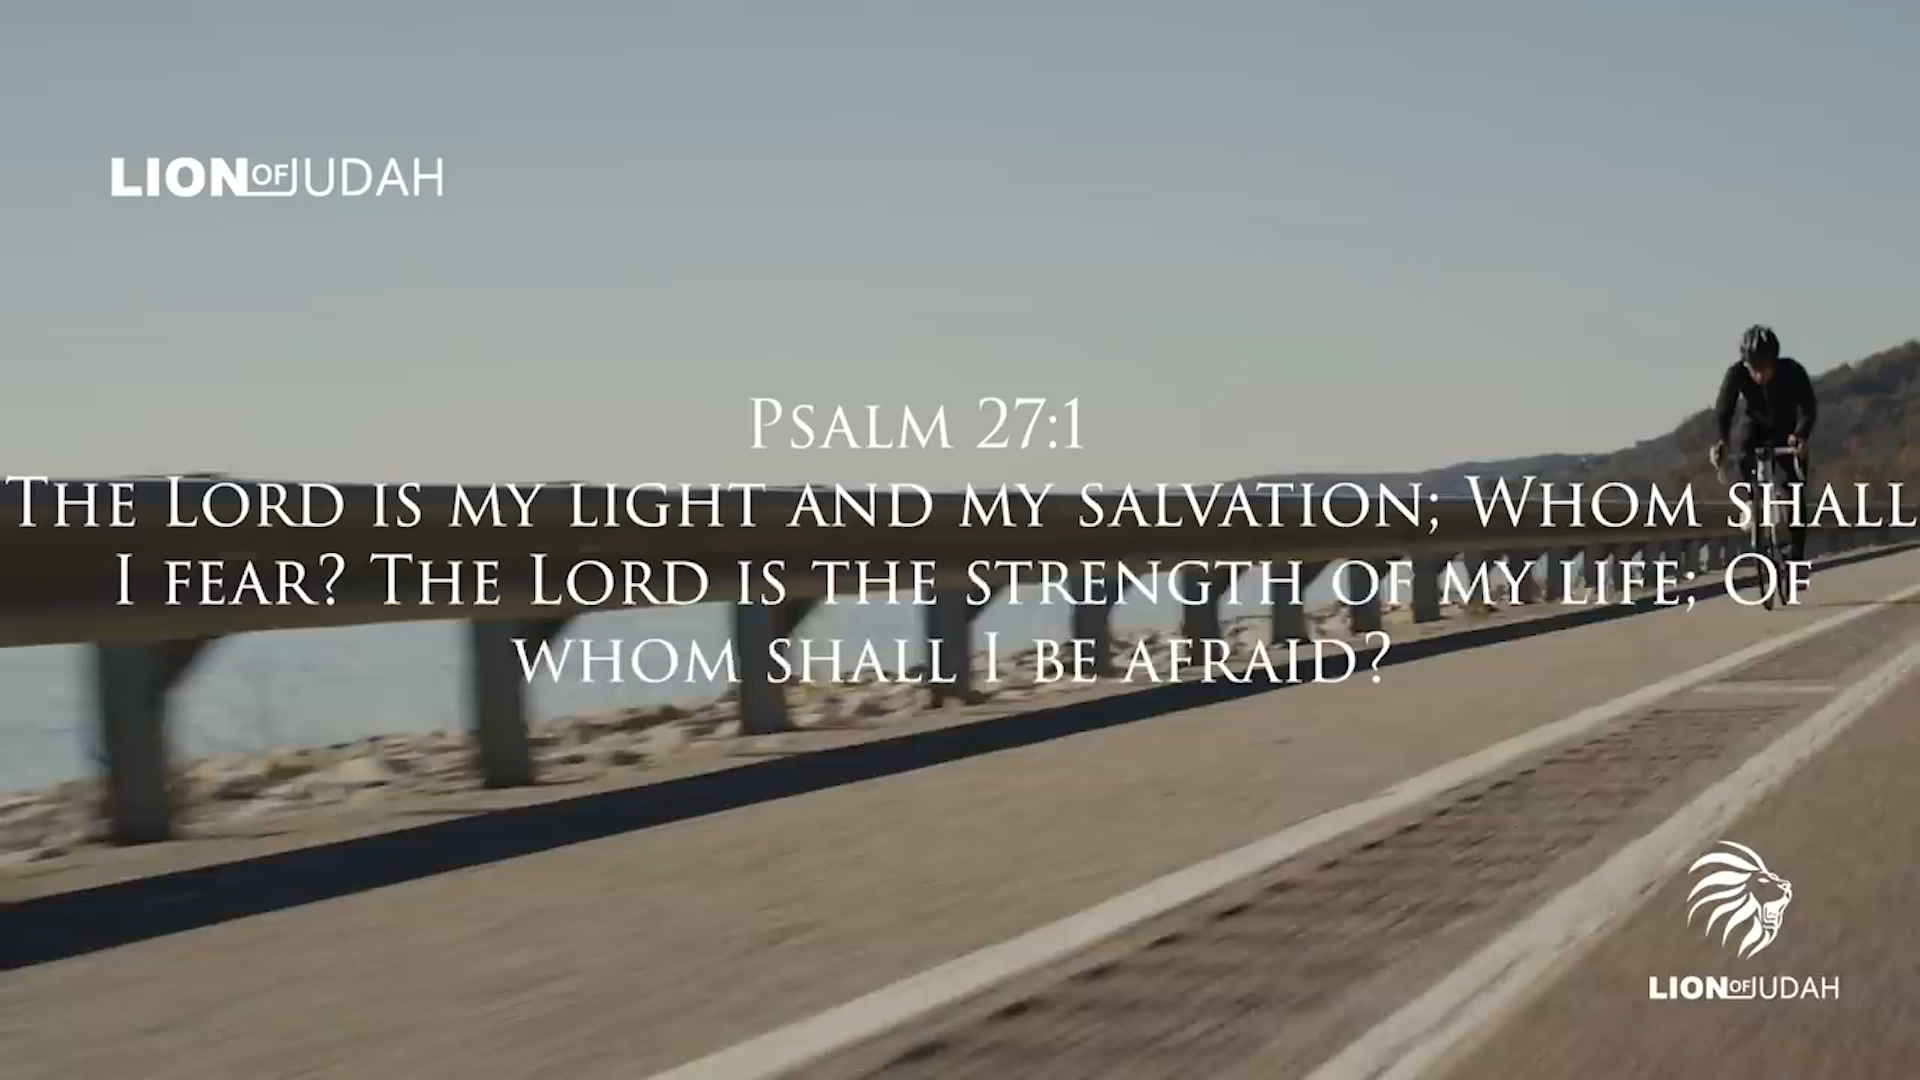 LION OF JUDAH
PSALM 27:1
THE LORD IS MY LIGHT AND MY SALVATION; WHOM SHALL
I FEAR? THE LORD IS THE STRENGTH OF MY LIFE; OF
WHOM SHALL I BE AFRAID?
LION OF JUDAH